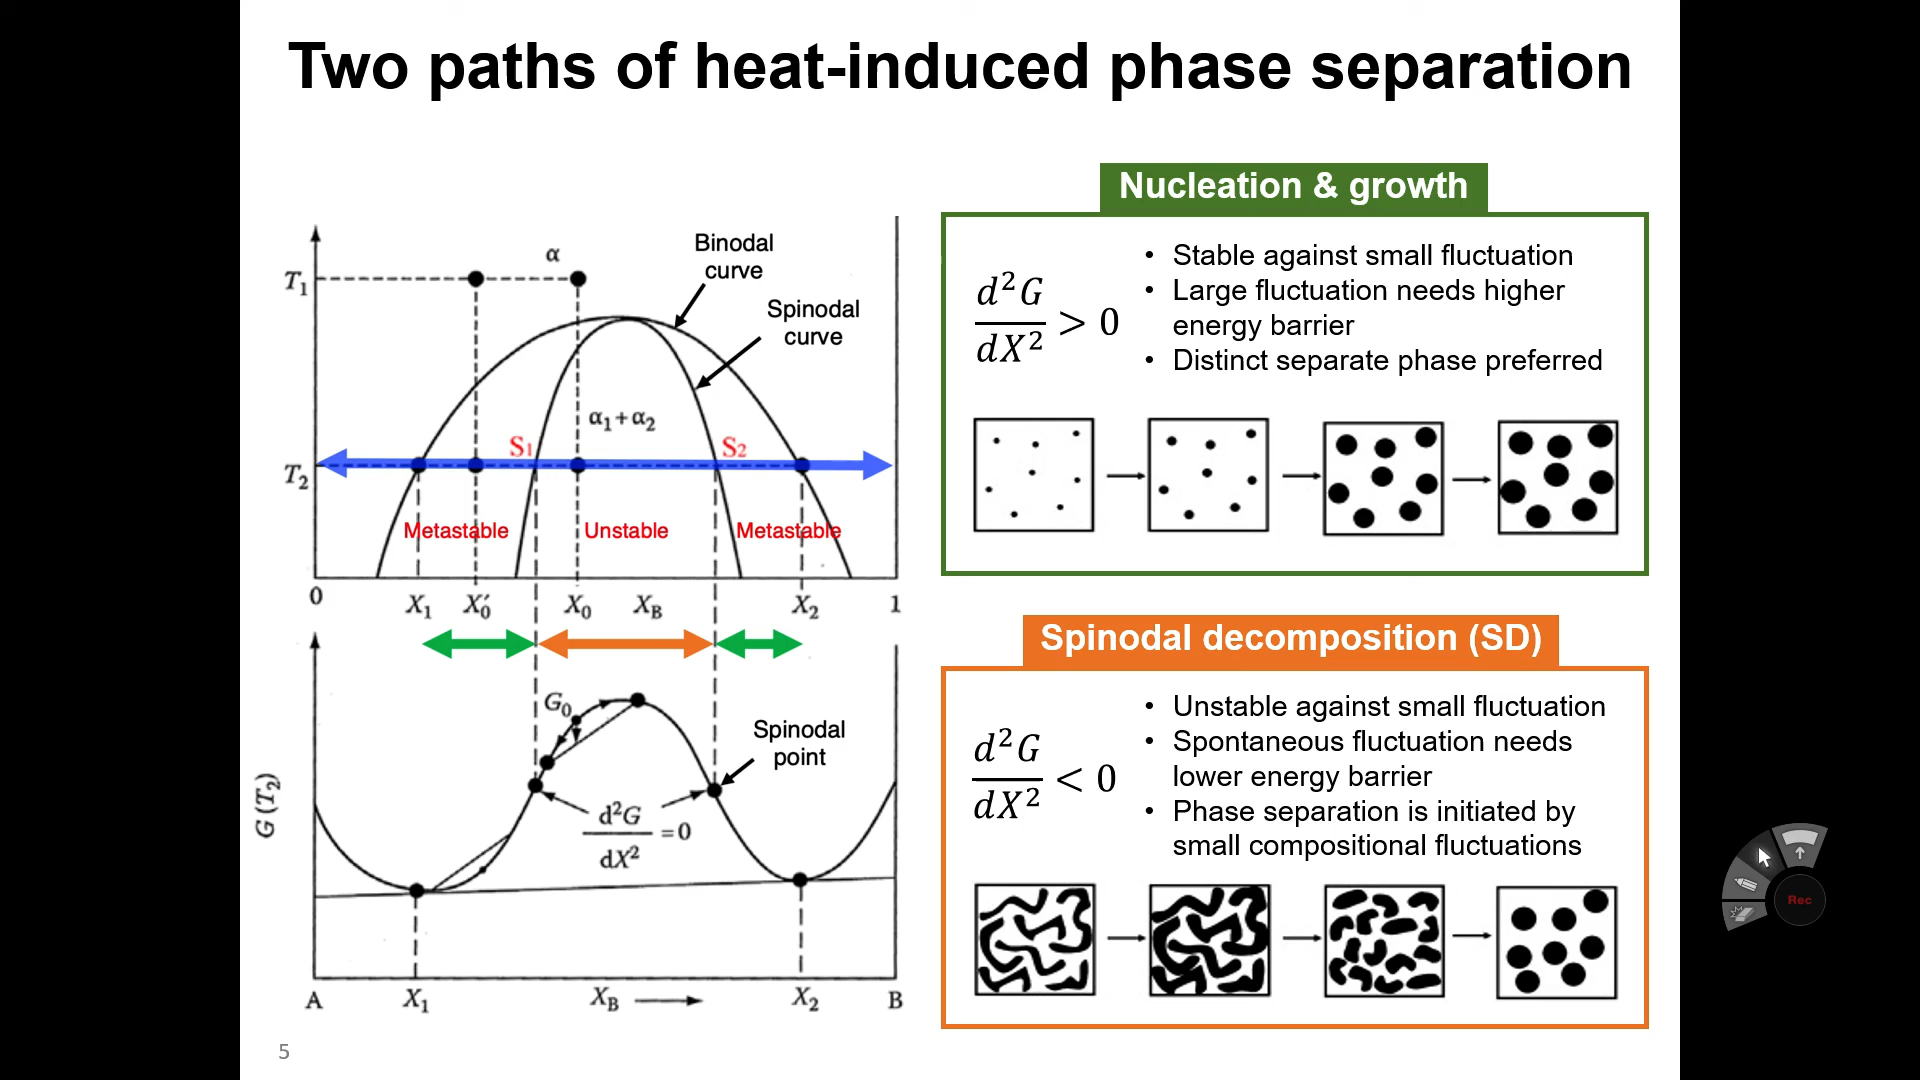 Two paths of heat-induced phase separation
T₁
α
Binodal
curve
Spinodal
curve
α₁+α₂
S₁
S₂
T₂
Metastable
Unstable
Metastable
0
X₁
X₀′
X₀
X_B
X₂
1
G₀
Spinodal
point
G (T₂)
d²G
dX²
=0
A
X₁
X_B
X₂
B
5
Nucleation & growth
d²G
dX²
> 0
• Stable against small fluctuation
• Large fluctuation needs higher
energy barrier
• Distinct separate phase preferred
Spinodal decomposition (SD)
d²G
dX²
< 0
• Unstable against small fluctuation
• Spontaneous fluctuation needs
lower energy barrier
• Phase separation is initiated by
small compositional fluctuations
Rec